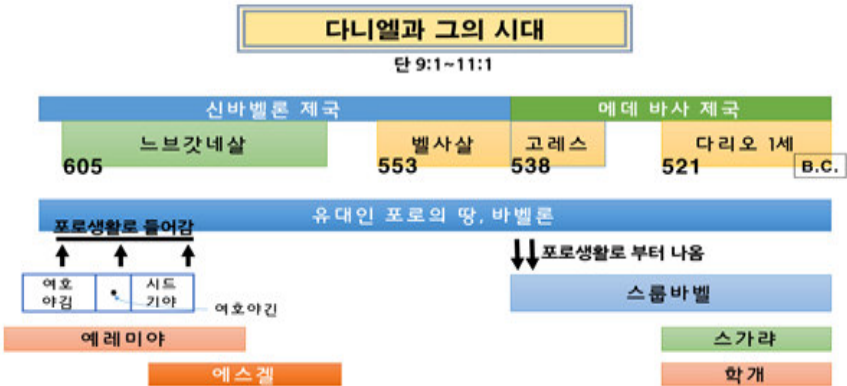 다니엘과 그의 시대
단 9:1~11:1
신바벨론 제국
메데 바사 제국
느브갓네살
벨사살
고레스
다리오 1세
605
553
538
521
B.C.
유대인 포로의 땅, 바벨론
포로생활로 들어감
포로생활로 부터 나옴
여호
야김
시드
기야
여호야긴
스룹바벨
예레미야
스가랴
에스겔
학개